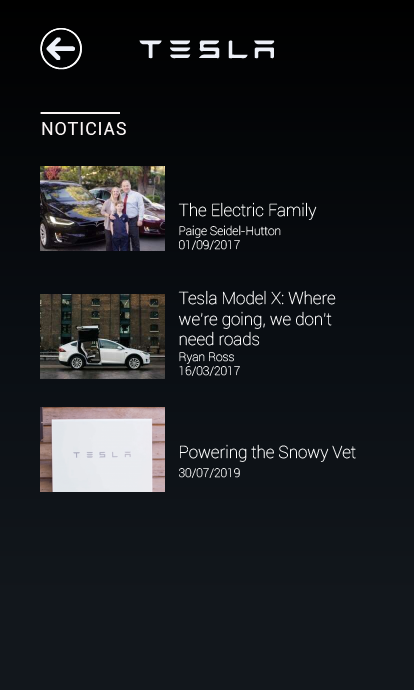 TESLA
NOTICIAS
The Electric Family
Paige Seidel-Hutton
01/09/2017
Tesla Model X: Where
we're going, we don't
need roads
Ryan Ross
16/03/2017
TESLA
Powering the Snowy Vet
30/07/2019